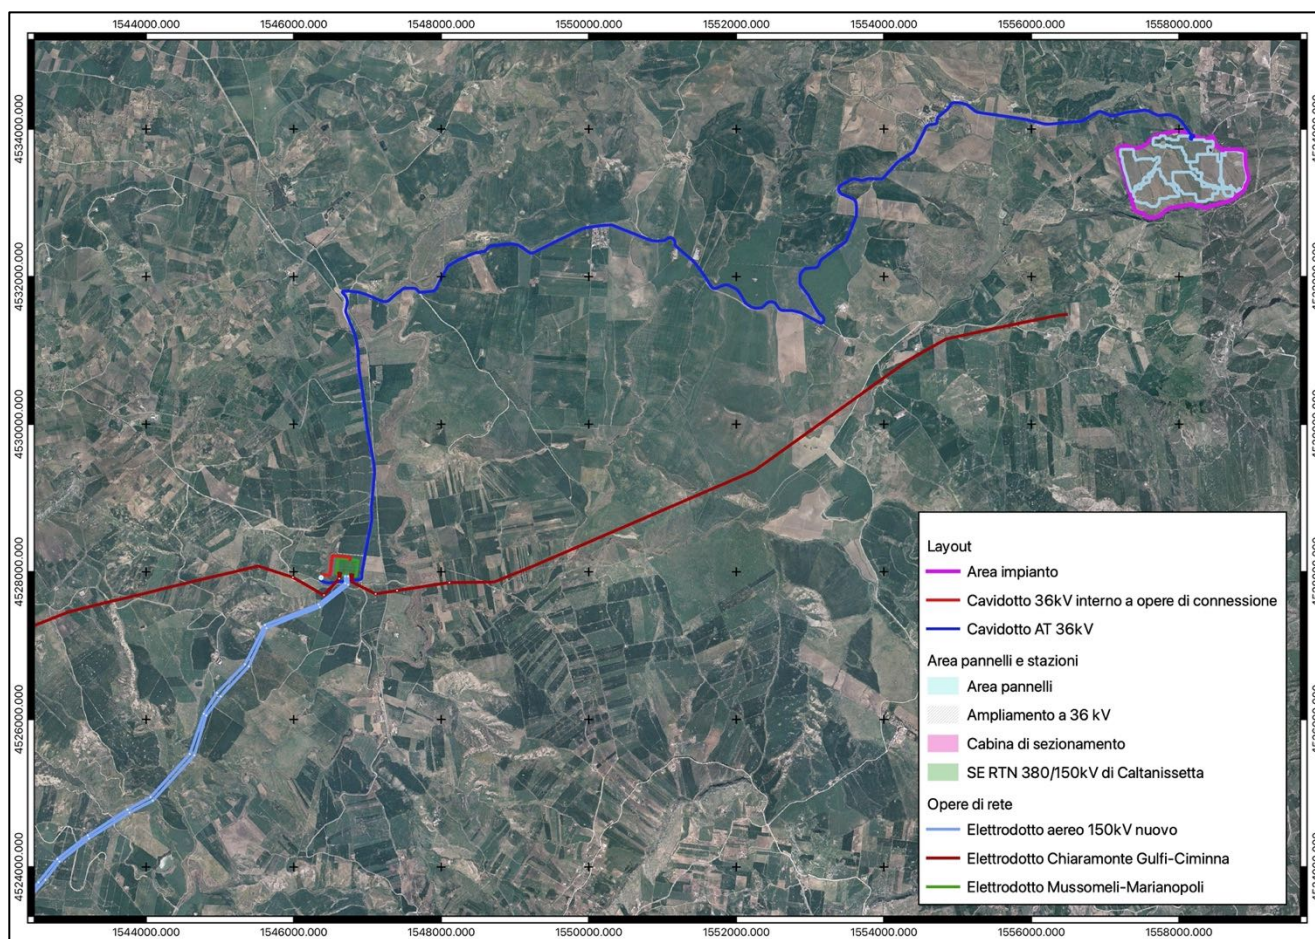 1544000.000 1546000.000 1548000.000 1550000.000 1552000.000 1554000.000 1556000.000 1558000.000
4534000.000
4532000.000
4530000.000
4528000.000
4526000.000
4524000.000
Layout
Area impianto
Cavidotto 36kV interno a opere di connessione
Cavidotto AT 36kV
Area pannelli e stazioni
Area pannelli
Ampliamento a 36 kV
Cabina di sezionamento
SE RTN 380/150kV di Caltanissetta
Opere di rete
Elettrodotto aereo 150kV nuovo
Elettrodotto Chiaramonte Gulfi-Ciminna
Elettrodotto Mussomeli-Marianopoli
1544000.000 1546000.000 1548000.000 1550000.000 1552000.000 1554000.000 1556000.000 1558000.000